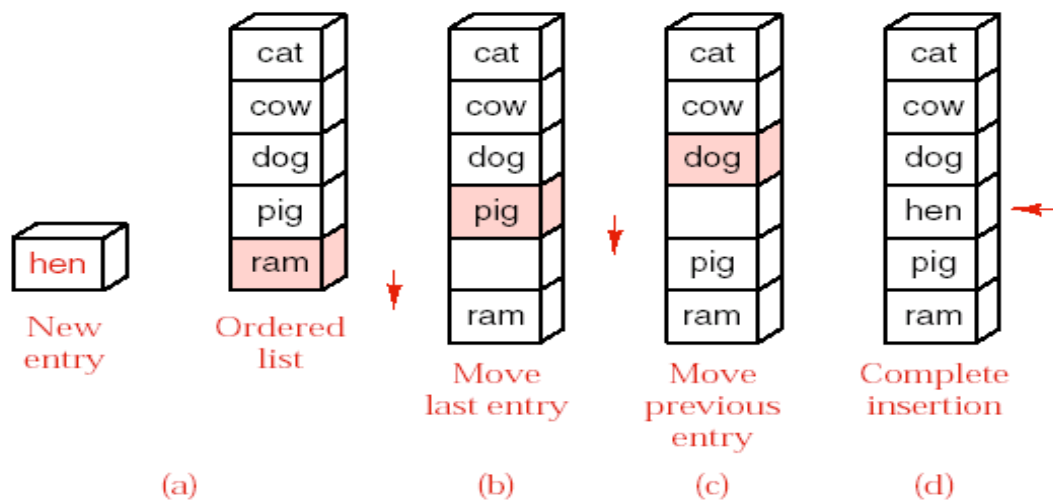 hen
New
entry
cat
cow
dog
pig
ram
Ordered
list
(a)
cat
cow
dog
pig
ram
Move
last entry
(b)
cat
cow
dog
pig
ram
Move
previous
entry
(c)
cat
cow
dog
hen
pig
ram
Complete
insertion
(d)